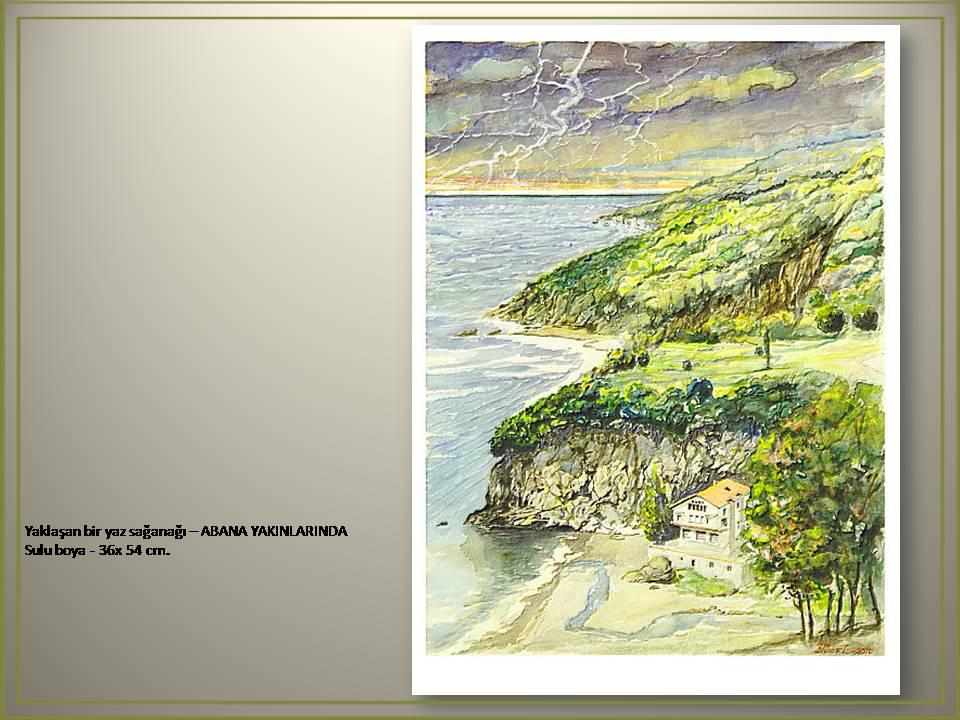 Yaklaşan bir yaz sağanağı – ABANA YAKINLARINDA
Sulu boya - 36x 54 cm.